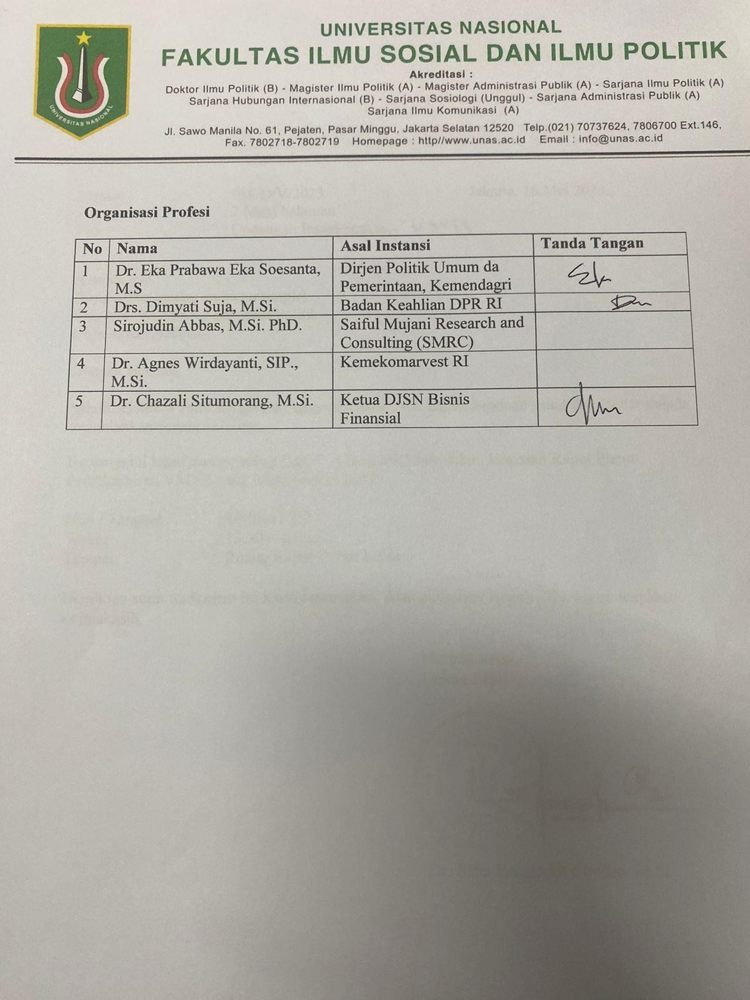 UNIVERSITAS NASIONAL
UNIVERSITAS NASIONAL
FAKULTAS ILMU SOSIAL DAN ILMU POLITIK
Akreditasi :
Doktor Ilmu Politik (B) - Magister Ilmu Politik (A) - Magister Administrasi Publik (A) - Sarjana Ilmu Politik (A)
Sarjana Hubungan Internasional (B) - Sarjana Sosiologi (Unggul) - Sarjana Administrasi Publik (A)
Sarjana Ilmu Komunikasi (A)
Jl. Sawo Manila No. 61, Pejaten, Pasar Minggu, Jakarta Selatan 12520 Telp.(021) 70737624, 7806700 Ext.146,
Fax. 7802718-7802719 Homepage : http//www.unas.ac.id Email : info@unas.ac.id
Organisasi Profesi
No Nama Asal Instansi Tanda Tangan
1 Dr. Eka Prabawa Eka Soesanta, Dirjen Politik Umum da
M.S Pemerintaan, Kemendagri
2 Drs. Dimyati Suja, M.Si. Badan Keahlian DPR RI
3 Sirojudin Abbas, M.Si. PhD. Saiful Mujani Research and
Consulting (SMRC)
4 Dr. Agnes Wirdayanti, SIP., Kemekomarvest RI
M.Si.
5 Dr. Chazali Situmorang, M.Si. Ketua DJSN Bisnis
Finansial